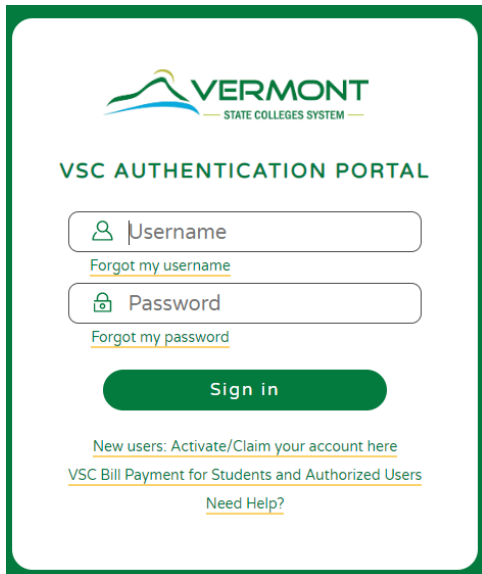 VERMONT
STATE COLLEGES SYSTEM
VSC AUTHENTICATION PORTAL
Username
Forgot my username
Password
Forgot my password
Sign in
New users: Activate/Claim your account here
VSC Bill Payment for Students and Authorized Users
Need Help?